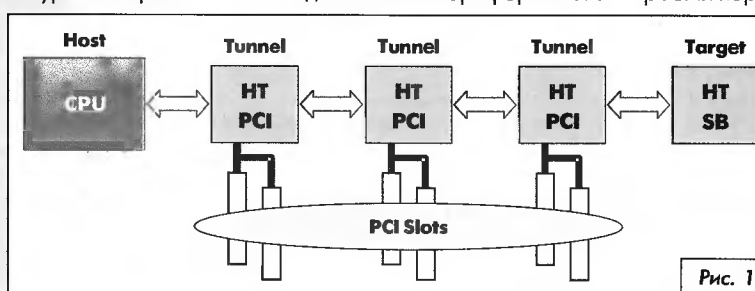 Host Tunnel Tunnel Tunnel Target
CPU HT HT HT HT
PCI PCI PCI SB
PCI Slots
Рис. 1